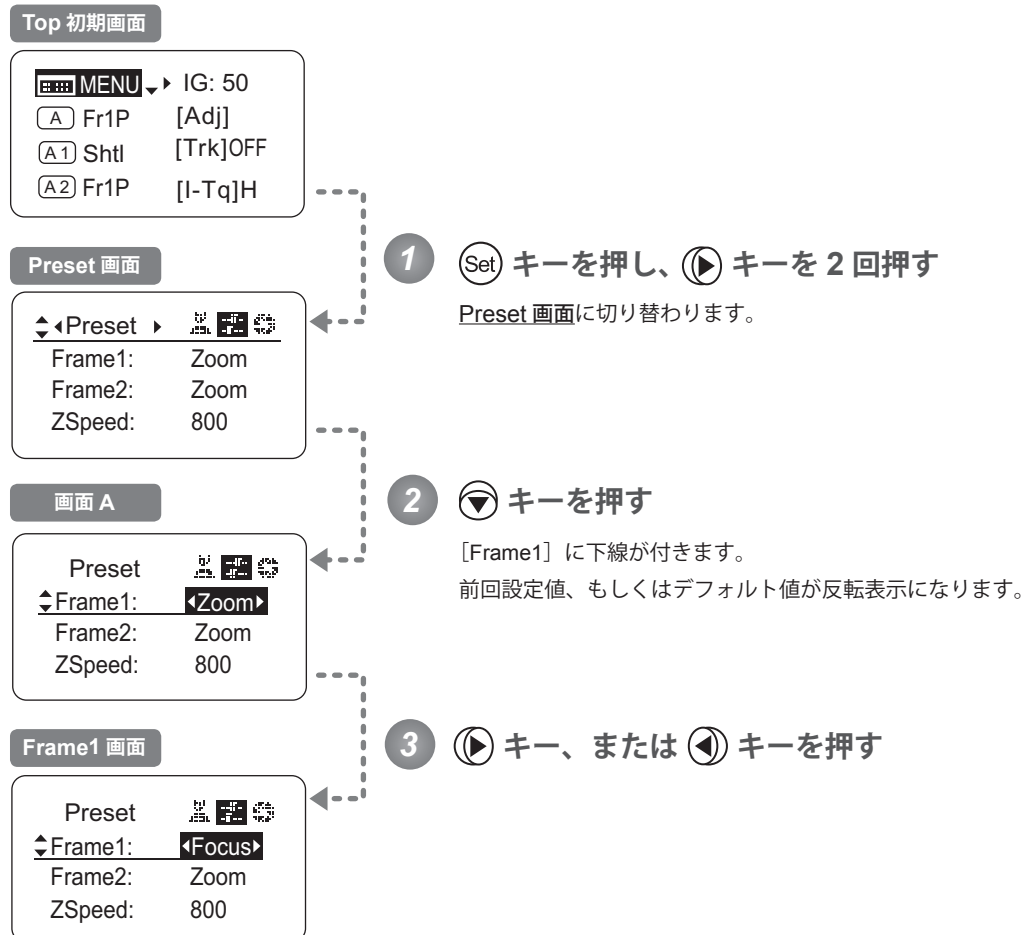 Top 初期画面
MENU IG: 50
A Fr1P [Adj]
A1 Shtl [Trk]OFF
A2 Fr1P [I-Tq]H
1 Set キーを押し、 キーを 2 回押す
Preset 画面に切り替わります。
Preset 画面
Preset
Frame1: Zoom
Frame2: Zoom
ZSpeed: 800
2 キーを押す
［Frame1］に下線が付きます。
前回設定値、もしくはデフォルト値が反転表示になります。
画面 A
Preset
Frame1: Zoom
Frame2: Zoom
ZSpeed: 800
3 キー、または キーを押す
Frame1 画面
Preset
Frame1: Focus
Frame2: Zoom
ZSpeed: 800